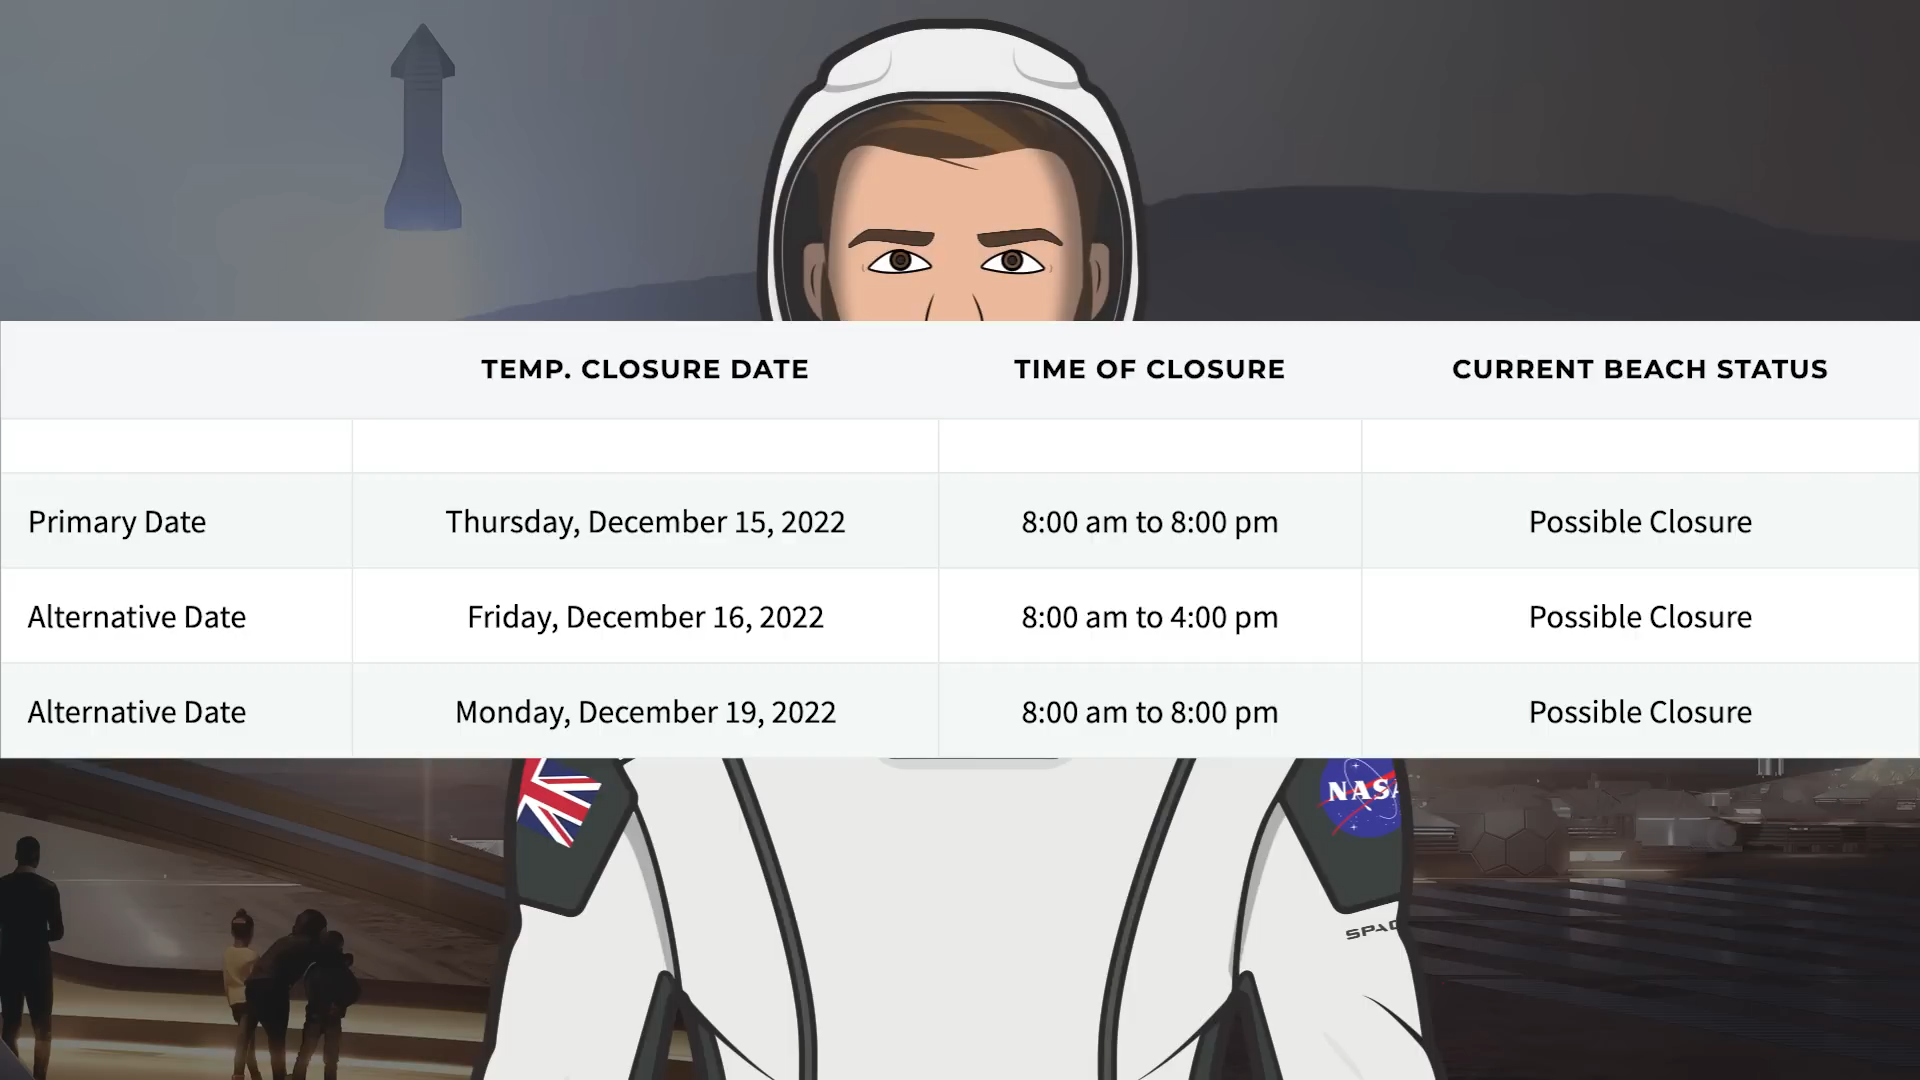 TEMP. CLOSURE DATE TIME OF CLOSURE CURRENT BEACH STATUS
Primary Date Thursday, December 15, 2022 8:00 am to 8:00 pm Possible Closure
Alternative Date Friday, December 16, 2022 8:00 am to 4:00 pm Possible Closure
Alternative Date Monday, December 19, 2022 8:00 am to 8:00 pm Possible Closure
NASA
SPAC